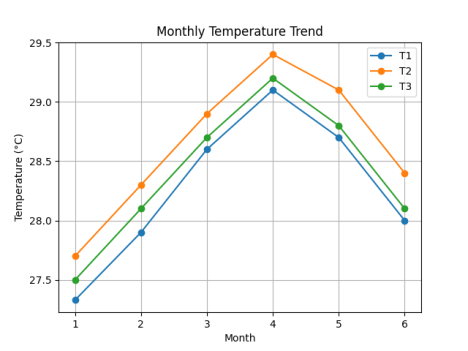 Monthly Temperature Trend
29.5
29.0
28.5
28.0
27.5
Temperature (°C)
T1
T2
T3
1 2 3 4 5 6
Month